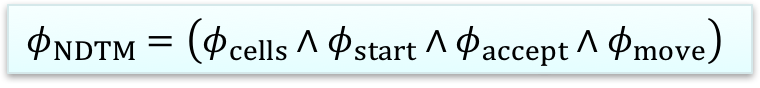 ϕ_NDTM = (ϕ_cells ∧ ϕ_start ∧ ϕ_accept ∧ ϕ_move)